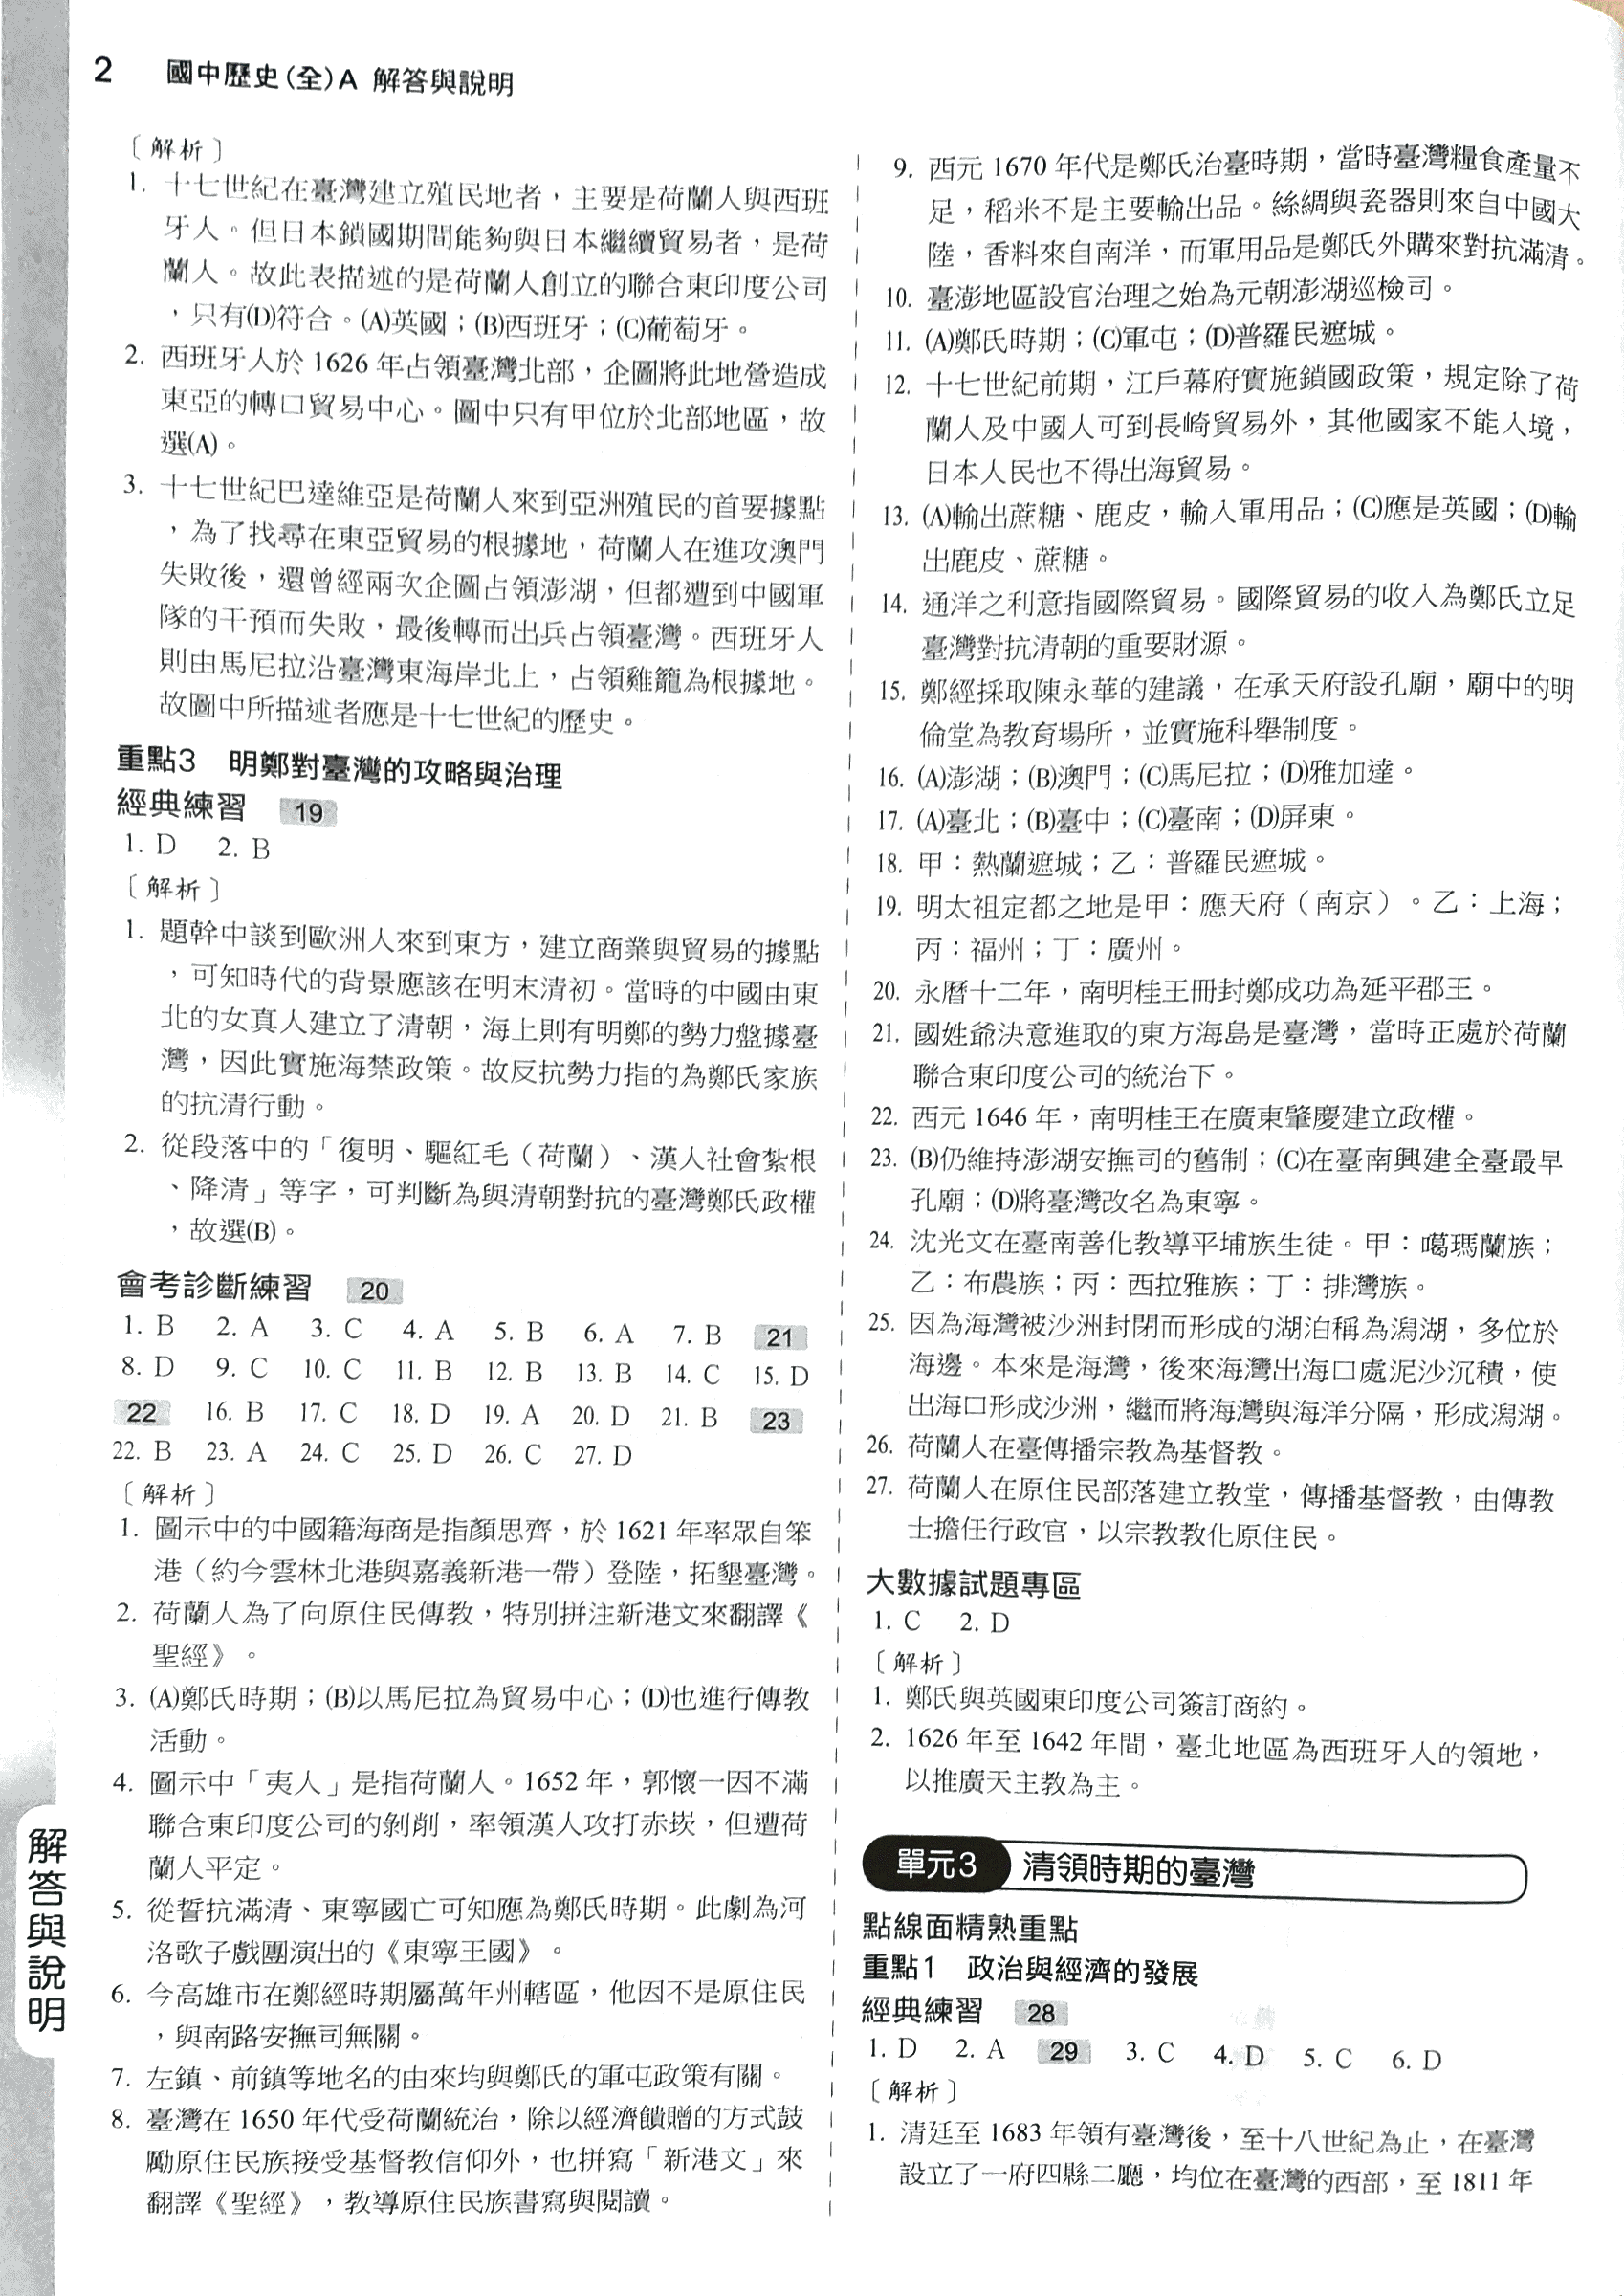 2 國中歷史(全)A 解答與說明
〔解析〕
1. 十七世紀在臺灣建立殖民地者，主要是荷蘭人與西班
牙人。但日本鎖國期間能夠與日本繼續貿易者，是荷
蘭人。故此表描述的是荷蘭人創立的聯合東印度公司
，只有(D)符合。(A)英國；(B)西班牙；(C)葡萄牙。
2. 西班牙人於 1626 年占領臺灣北部，企圖將此地營造成
東亞的轉口貿易中心。圖中只有甲位於北部地區，故
選(A)。
3. 十七世紀巴達維亞是荷蘭人來到亞洲殖民的首要據點
，為了找尋在東亞貿易的根據地，荷蘭人在進攻澳門
失敗後，還曾經兩次企圖占領澎湖，但都遭到中國軍
隊的干預而失敗，最後轉而出兵占領臺灣。西班牙人
則由馬尼拉沿臺灣東海岸北上，占領雞籠為根據地。
故圖中所描述者應是十七世紀的歷史。
重點3 明鄭對臺灣的攻略與治理
經典練習 19
1. D 2. B
〔解析〕
1. 題幹中談到歐洲人來到東方，建立商業與貿易的據點
，可知時代的背景應該在明末清初。當時的中國由東
北的女真人建立了清朝，海上則有明鄭的勢力盤據臺
灣，因此實施海禁政策。故反抗勢力指的為鄭氏家族
的抗清行動。
2. 從段落中的「復明、驅紅毛（荷蘭）、漢人社會紮根
、降清」等字，可判斷為與清朝對抗的臺灣鄭氏政權
，故選(B)。
會考診斷練習 20
1. B 2. A 3. C 4. A 5. B 6. A 7. B 21
8. D 9. C 10. C 11. B 12. B 13. B 14. C 15. D
22 16. B 17. C 18. D 19. A 20. D 21. B 23
22. B 23. A 24. C 25. D 26. C 27. D
〔解析〕
1. 圖示中的中國籍海商是指顏思齊，於 1621 年率眾自笨
港（約今雲林北港與嘉義新港一帶）登陸，拓墾臺灣。
2. 荷蘭人為了向原住民傳教，特別拼注新港文來翻譯《
聖經》。
3. (A)鄭氏時期；(B)以馬尼拉為貿易中心；(D)也進行傳教
活動。
4. 圖示中「夷人」是指荷蘭人。1652 年，郭懷一因不滿
聯合東印度公司的剝削，率領漢人攻打赤崁，但遭荷
蘭人平定。
5. 從誓抗滿清、東寧國亡可知應為鄭氏時期。此劇為河
洛歌子戲團演出的《東寧王國》。
6. 今高雄市在鄭經時期屬萬年州轄區，他因不是原住民
，與南路安撫司無關。
7. 左鎮、前鎮等地名的由來均與鄭氏的軍屯政策有關。
8. 臺灣在 1650 年代受荷蘭統治，除以經濟饋贈的方式鼓
勵原住民族接受基督教信仰外，也拼寫「新港文」來
翻譯《聖經》，教導原住民族書寫與閱讀。
9. 西元 1670 年代是鄭氏治臺時期，當時臺灣糧食產量不
足，稻米不是主要輸出品。絲綢與瓷器則來自中國大
陸，香料來自南洋，而軍用品是鄭氏外購來對抗滿清。
10. 臺澎地區設官治理之始為元朝澎湖巡檢司。
11. (A)鄭氏時期；(C)軍屯；(D)普羅民遮城。
12. 十七世紀前期，江戶幕府實施鎖國政策，規定除了荷
蘭人及中國人可到長崎貿易外，其他國家不能入境，
日本人民也不得出海貿易。
13. (A)輸出蔗糖、鹿皮，輸入軍用品；(C)應是英國；(D)輸
出鹿皮、蔗糖。
14. 通洋之利意指國際貿易。國際貿易的收入為鄭氏立足
臺灣對抗清朝的重要財源。
15. 鄭經採取陳永華的建議，在承天府設孔廟，廟中的明
倫堂為教育場所，並實施科舉制度。
16. (A)澎湖；(B)澳門；(C)馬尼拉；(D)雅加達。
17. (A)臺北；(B)臺中；(C)臺南；(D)屏東。
18. 甲：熱蘭遮城；乙：普羅民遮城。
19. 明太祖定都之地是甲：應天府（南京）。乙：上海；
丙：福州；丁：廣州。
20. 永曆十二年，南明桂王冊封鄭成功為延平郡王。
21. 國姓爺決意進取的東方海島是臺灣，當時正處於荷蘭
聯合東印度公司的統治下。
22. 西元 1646 年，南明桂王在廣東肇慶建立政權。
23. (B)仍維持澎湖安撫司的舊制；(C)在臺南興建全臺最早
孔廟；(D)將臺灣改名為東寧。
24. 沈光文在臺南善化教導平埔族生徒。甲：噶瑪蘭族；
乙：布農族；丙：西拉雅族；丁：排灣族。
25. 因為海灣被沙洲封閉而形成的湖泊稱為潟湖，多位於
海邊。本來是海灣，後來海灣出海口處泥沙沉積，使
出海口形成沙洲，繼而將海灣與海洋分隔，形成潟湖。
26. 荷蘭人在臺傳播宗教為基督教。
27. 荷蘭人在原住民部落建立教堂，傳播基督教，由傳教
士擔任行政官，以宗教教化原住民。
大數據試題專區
1. C 2. D
〔解析〕
1. 鄭氏與英國東印度公司簽訂商約。
2. 1626 年至 1642 年間，臺北地區為西班牙人的領地，
以推廣天主教為主。
單元3 清領時期的臺灣
點線面精熟重點
重點1 政治與經濟的發展
經典練習 28
1. D 2. A 29 3. C 4. D 5. C 6. D
〔解析〕
1. 清廷至 1683 年領有臺灣後，至十八世紀為止，在臺灣
設立了一府四縣二廳，均位在臺灣的西部，至 1811 年
解答與說明